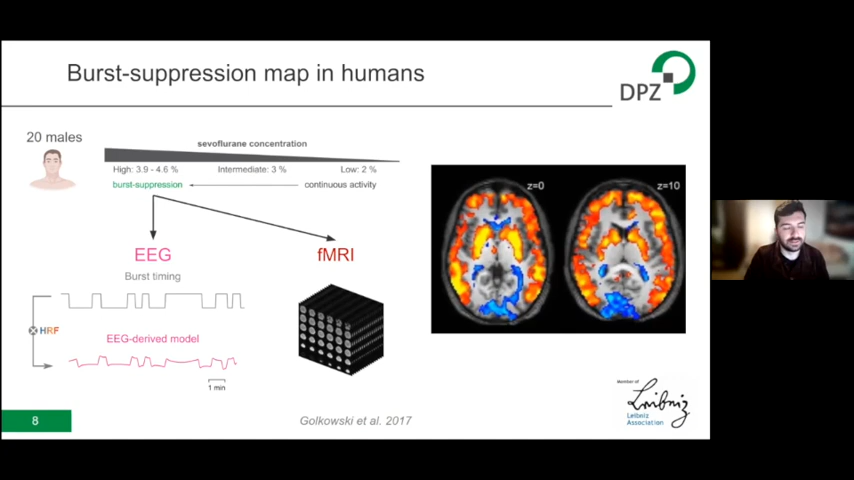 Burst-suppression map in humans
DPZ
20 males
sevoflurane concentration
High: 3.9 - 4.6 %
Intermediate: 3 %
Low: 2 %
burst-suppression
continuous activity
z=0
z=10
EEG
fMRI
Burst timing
HRF
EEG-derived model
1 min
Member of
Leibniz
Leibniz
Association
8
Golkowski et al. 2017